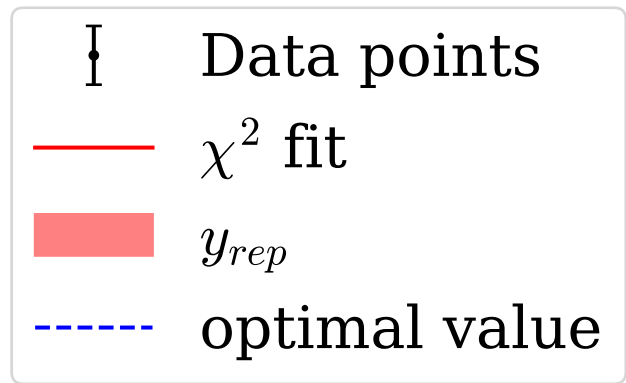 Data points
χ² fit
y_rep
optimal value